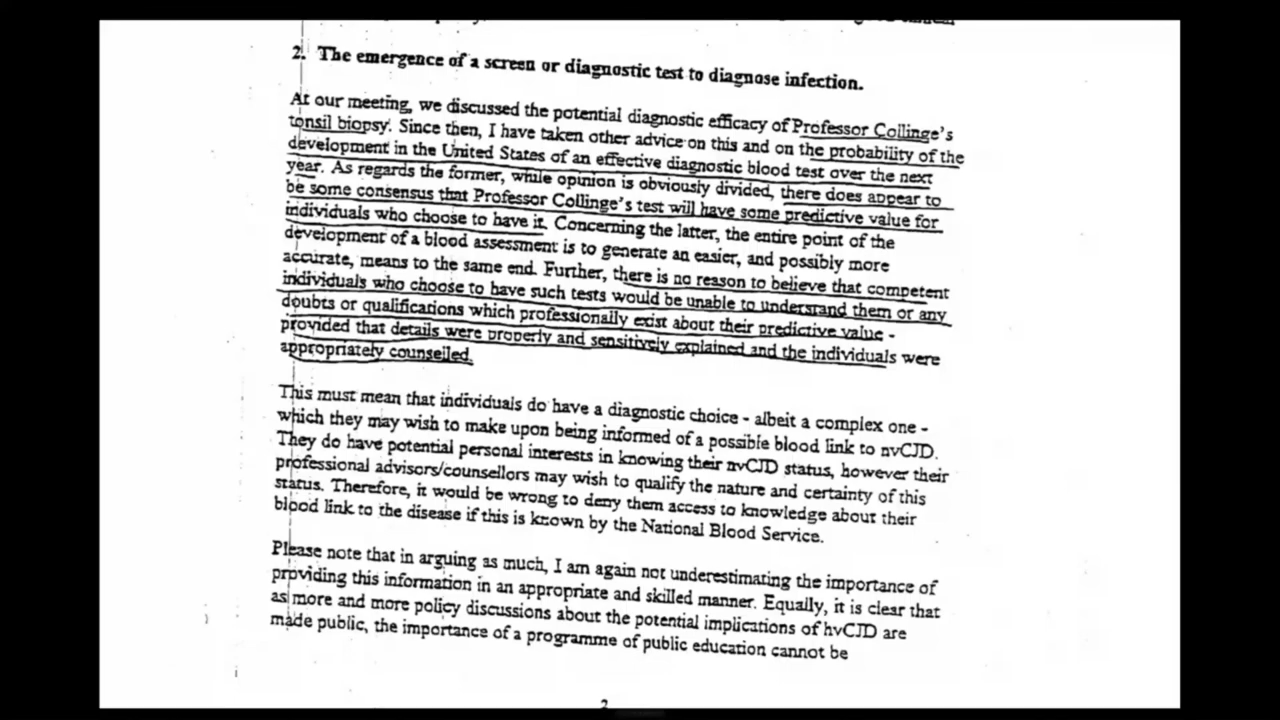 2. The emergence of a screen or diagnostic test to diagnose infection.
At our meeting, we discussed the potential diagnostic efficacy of Professor Collinge's
tonsil biopsy. Since then, I have taken other advice on this and on the probability of the
development in the United States of an effective diagnostic blood test over the next
year. As regards the former, while opinion is obviously divided, there does appear to
be some consensus that Professor Collinge's test will have some predictive value for
individuals who choose to have it. Concerning the latter, the entire point of the
development of a blood assessment is to generate an easier, and possibly more
accurate, means to the same end. Further, there is no reason to believe that competent
individuals who choose to have such tests would be unable to understand them or any
doubts or qualifications which professionally exist about their predictive value -
provided that details were properly and sensitively explained and the individuals were
appropriately counselled.
This must mean that individuals do have a diagnostic choice - albeit a complex one -
which they may wish to make upon being informed of a possible blood link to nvCJD.
They do have potential personal interests in knowing their nvCJD status, however their
professional advisors/counsellors may wish to qualify the nature and certainty of this
status. Therefore, it would be wrong to deny them access to knowledge about their
blood link to the disease if this is known by the National Blood Service.
Please note that in arguing as much, I am again not underestimating the importance of
providing this information in an appropriate and skilled manner. Equally, it is clear that
as more and more policy discussions about the potential implications of hvCJD are
made public, the importance of a programme of public education cannot be
2